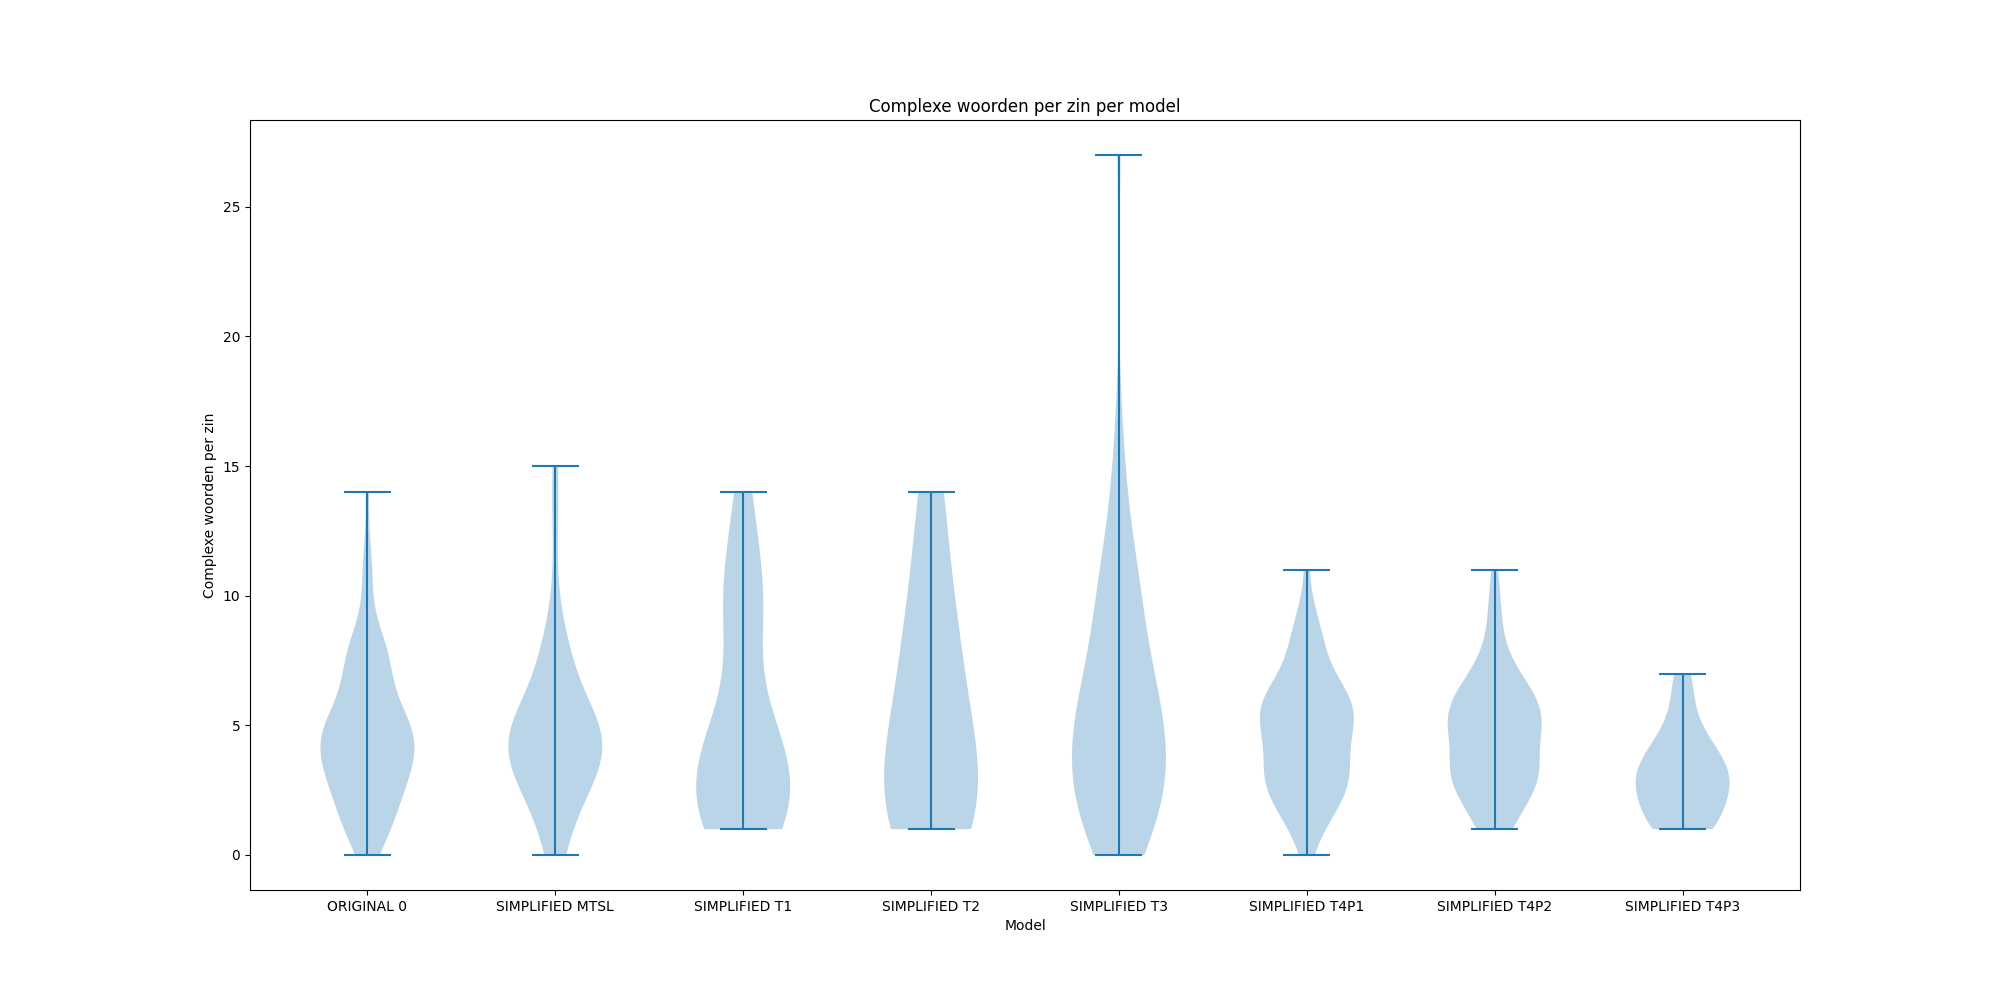 Complexe woorden per zin per model
Complexe woorden per zin
25
20
15
10
5
0
ORIGINAL 0 SIMPLIFIED MTSL SIMPLIFIED T1 SIMPLIFIED T2 SIMPLIFIED T3 SIMPLIFIED T4P1 SIMPLIFIED T4P2 SIMPLIFIED T4P3
Model